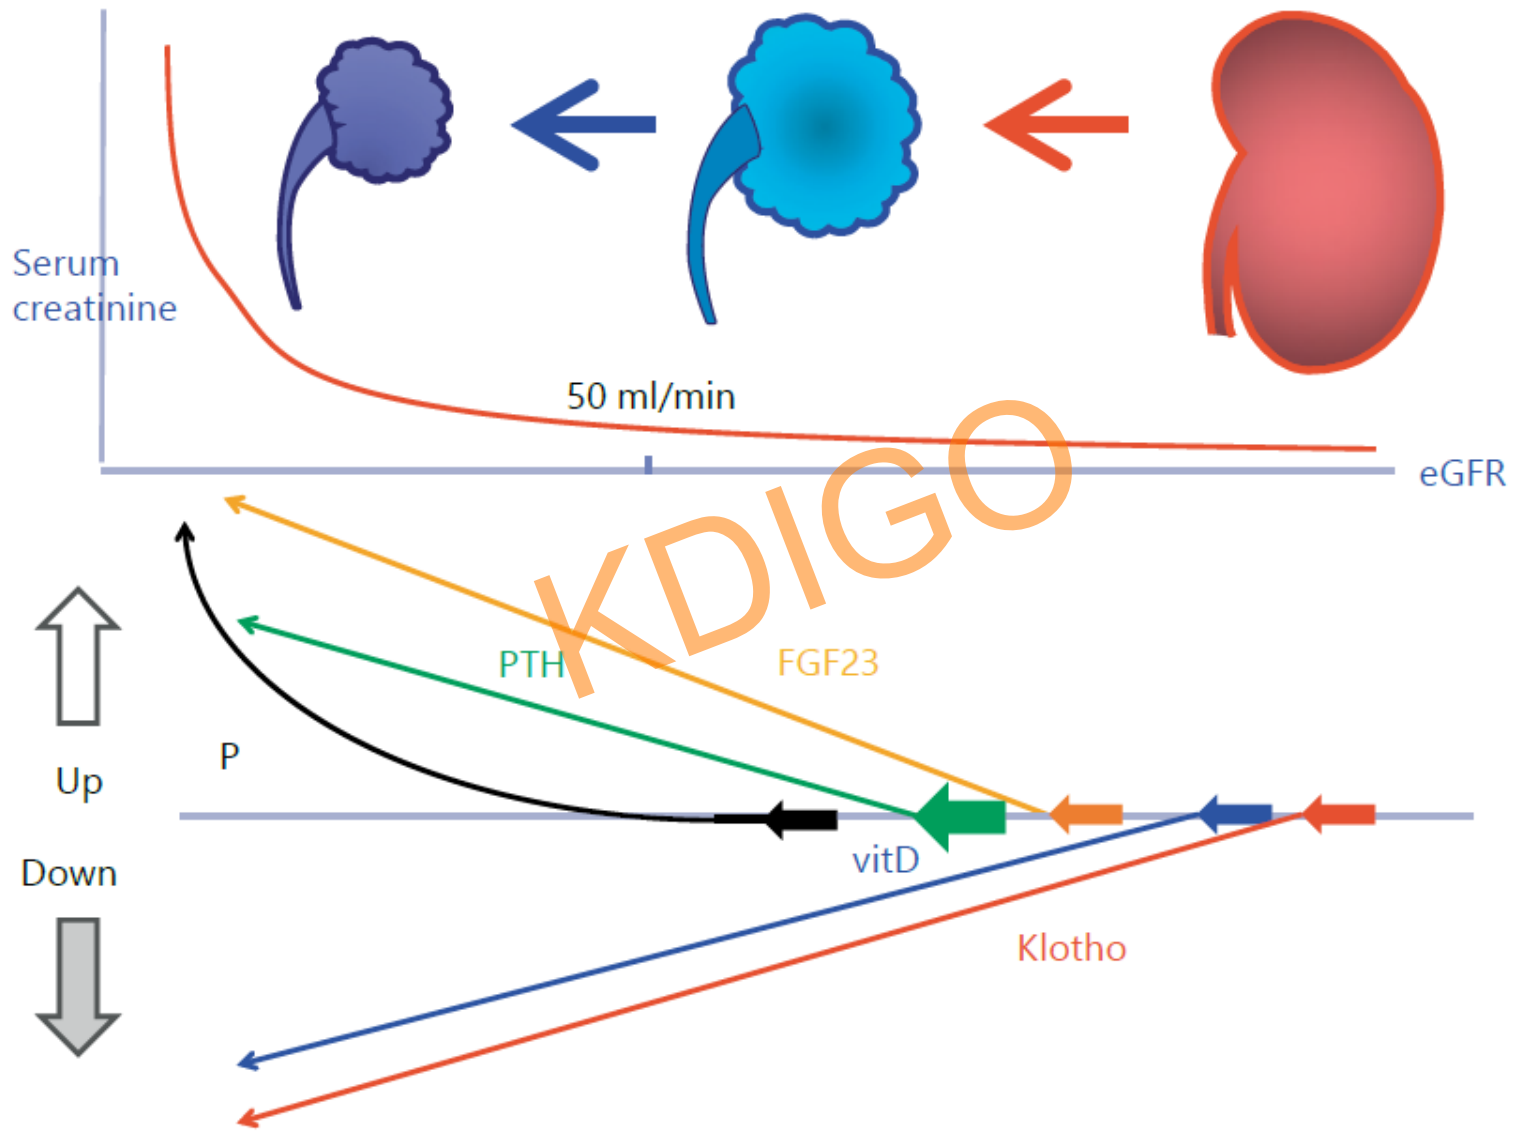 Serum
creatinine
50 ml/min
eGFR
KDIGO
PTH
FGF23
P
Up
vitD
Down
Klotho